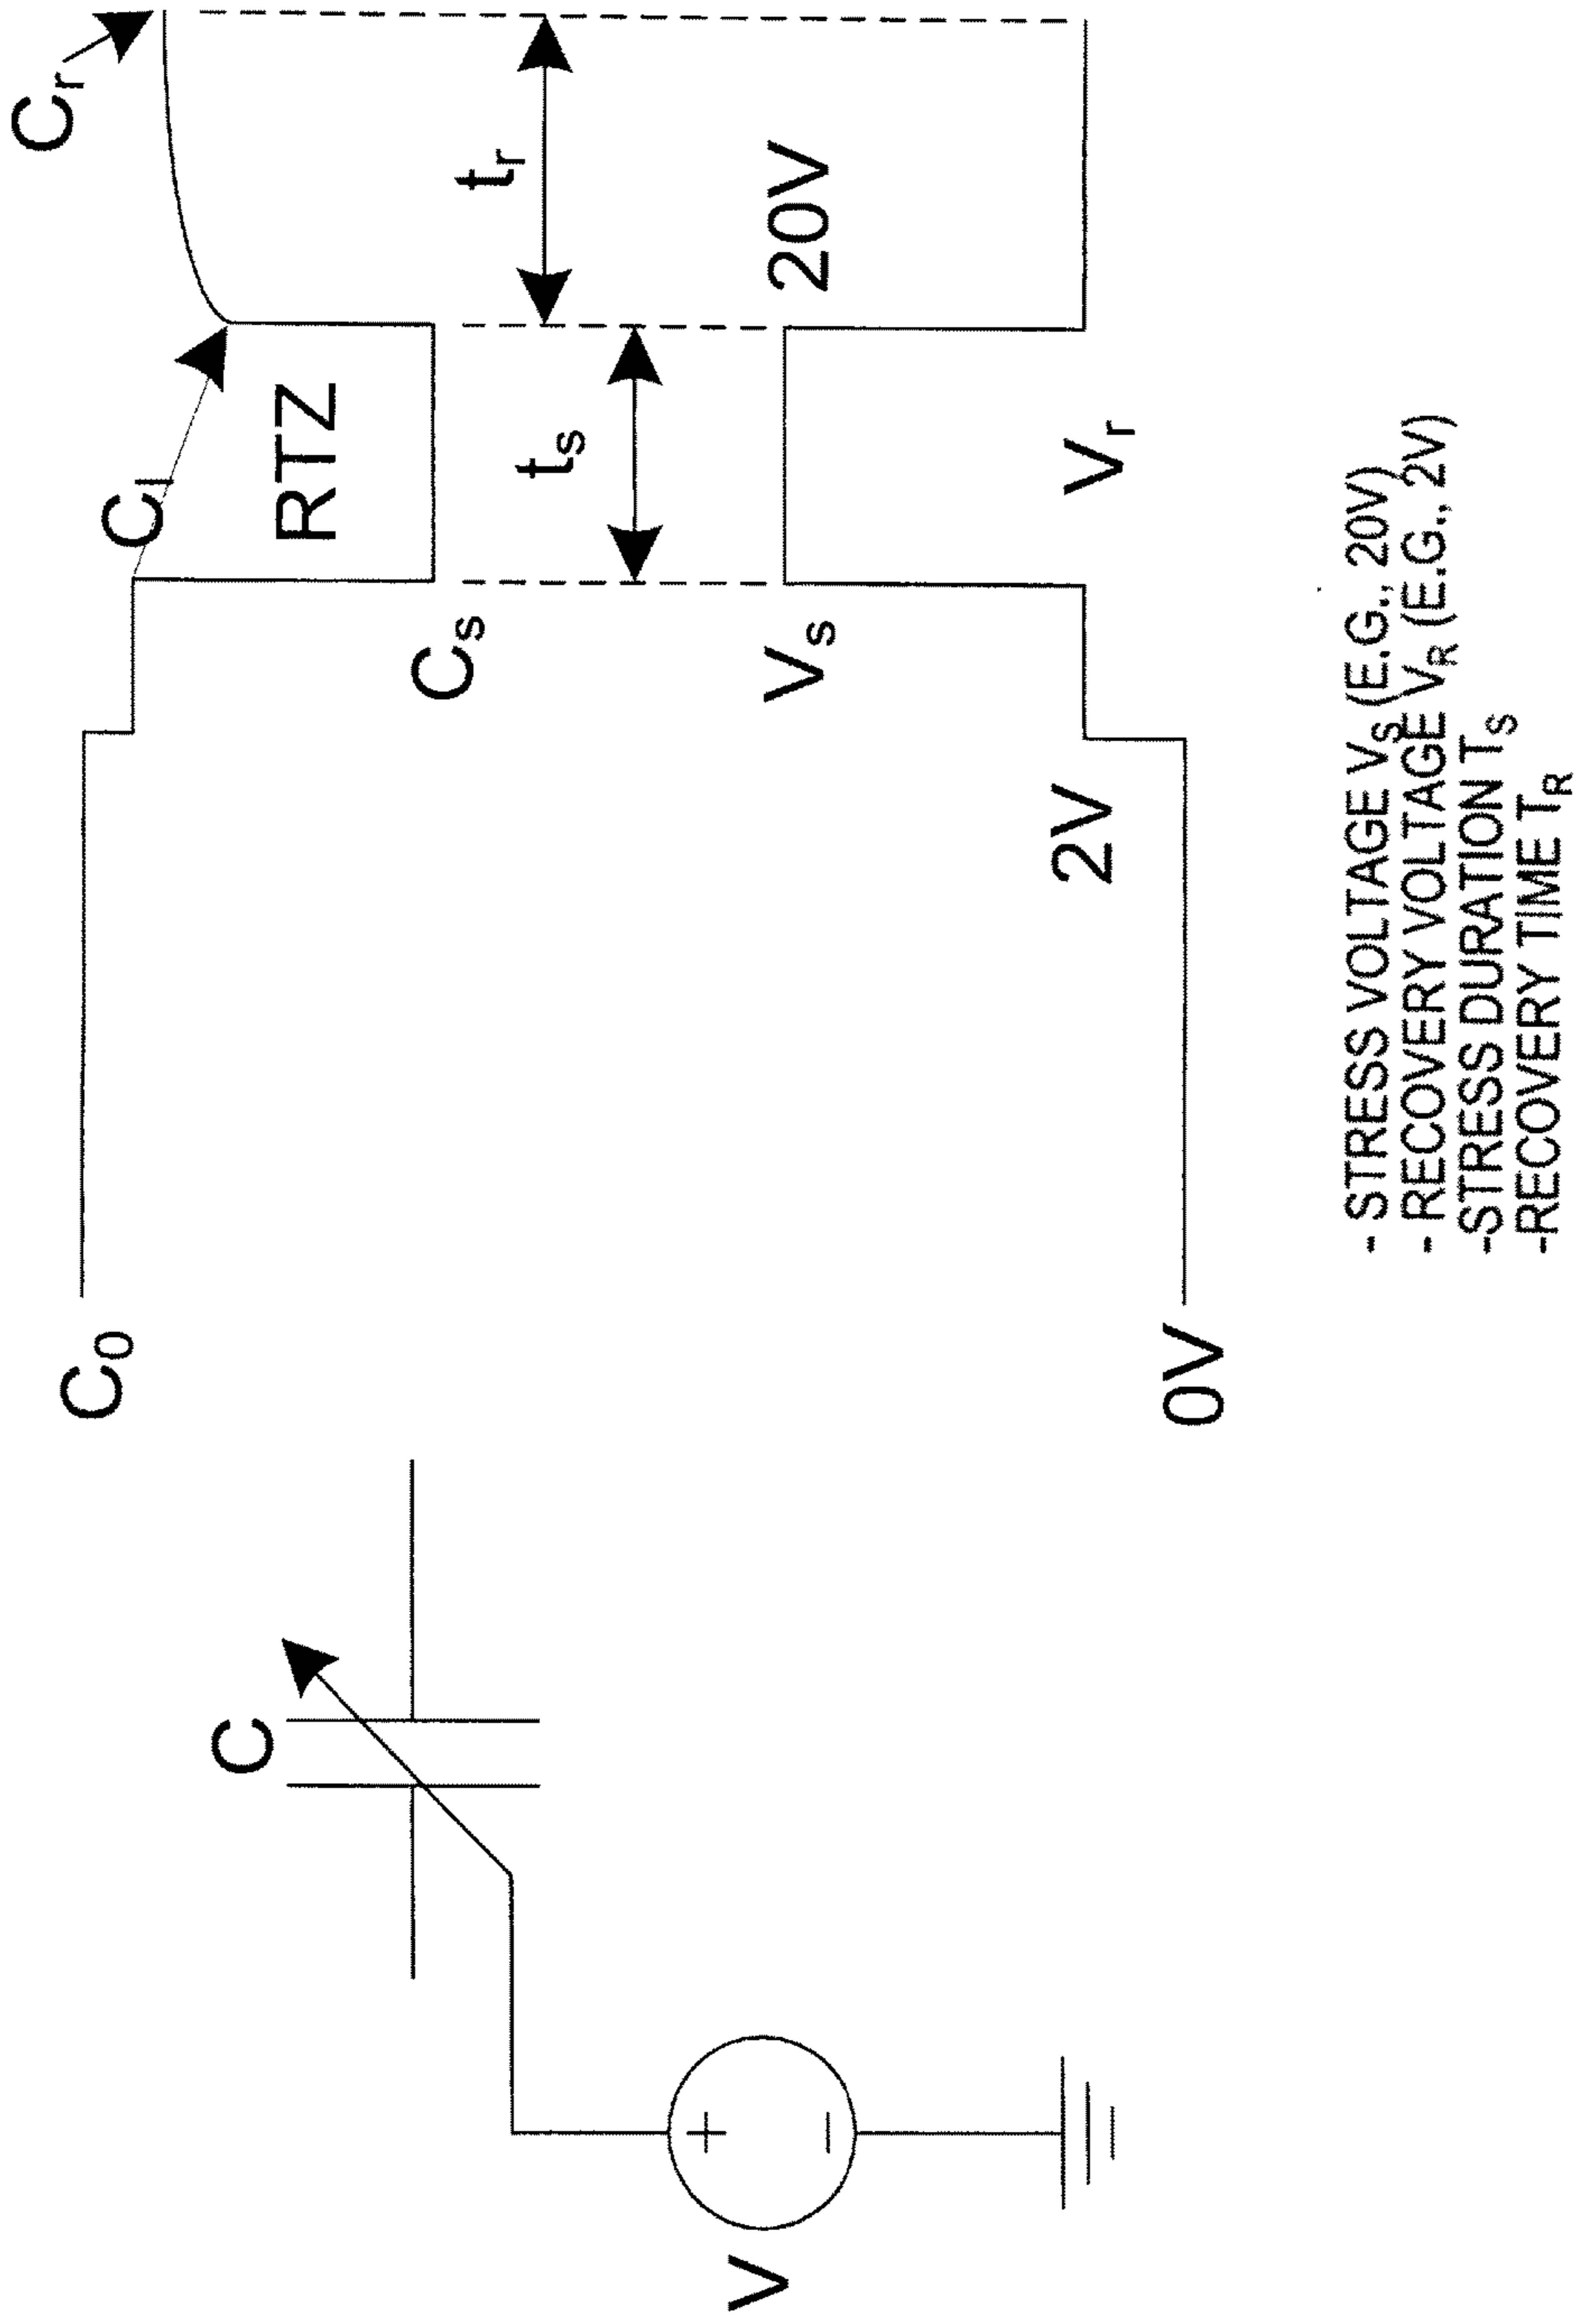 C
V
C0
Cr
Ci
RTZ
Cs
ts
tr
Vs
20V
2V
Vr
0V
- STRESS VOLTAGE VS (E.G., 20V)
- RECOVERY VOLTAGE VR (E.G., 2V)
-STRESS DURATION TS
-RECOVERY TIME TR